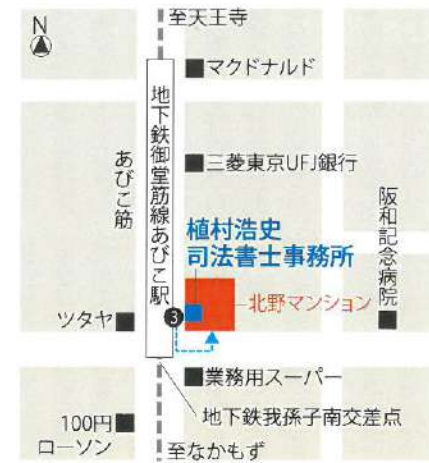 至天王寺
N
マクドナルド
地下鉄御堂筋線あびこ駅
あびこ筋
三菱東京UFJ銀行
阪和記念病院
植村浩史
司法書士事務所
北野マンション
3
ツタヤ
業務用スーパー
地下鉄我孫子南交差点
100円
ローソン
至なかもず